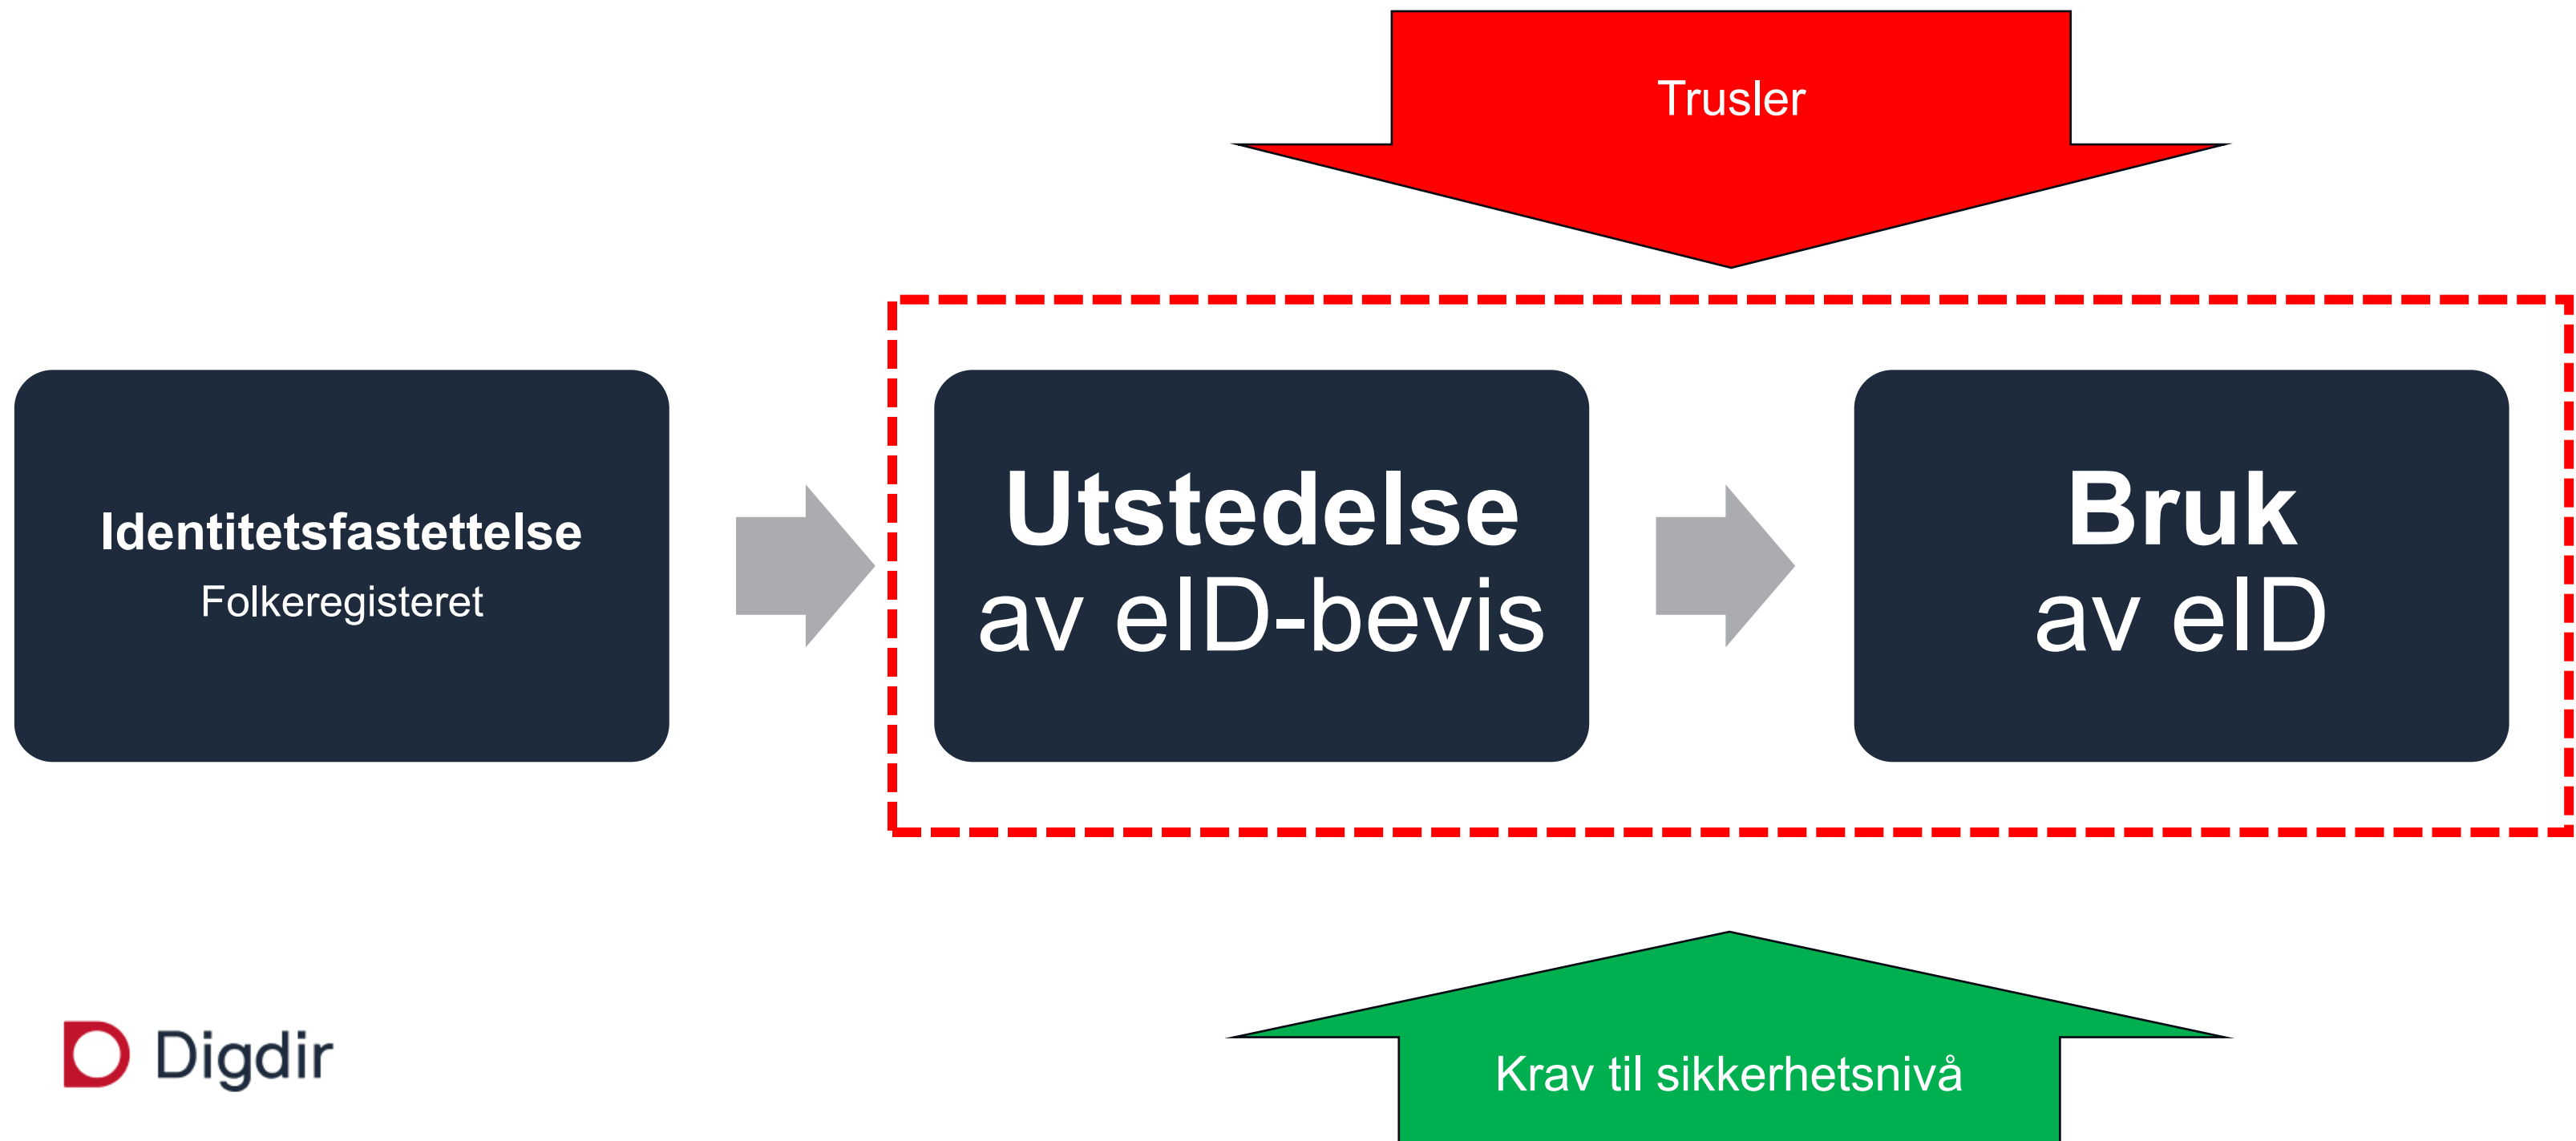 Trusler
Identitetsfastettelse
Folkeregisteret
Utstedelse
av eID-bevis
Bruk
av eID
Krav til sikkerhetsnivå
Digdir